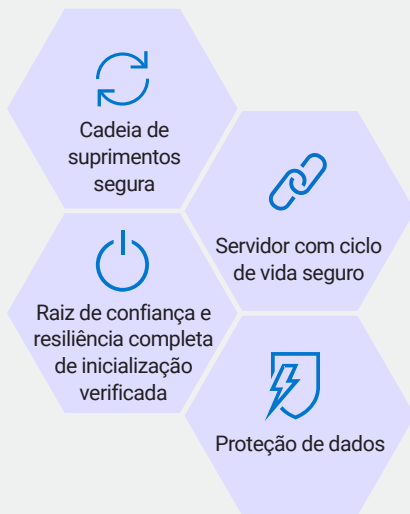 Cadeia de
suprimentos
segura
Servidor com ciclo
de vida seguro
Raiz de confiança e
resiliência completa
de inicialização
verificada
Proteção de dados